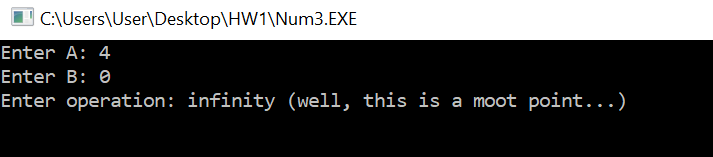 C:\Users\User\Desktop\HW1\Num3.EXE
Enter A: 4
Enter B: 0
Enter operation: infinity (well, this is a moot point...)